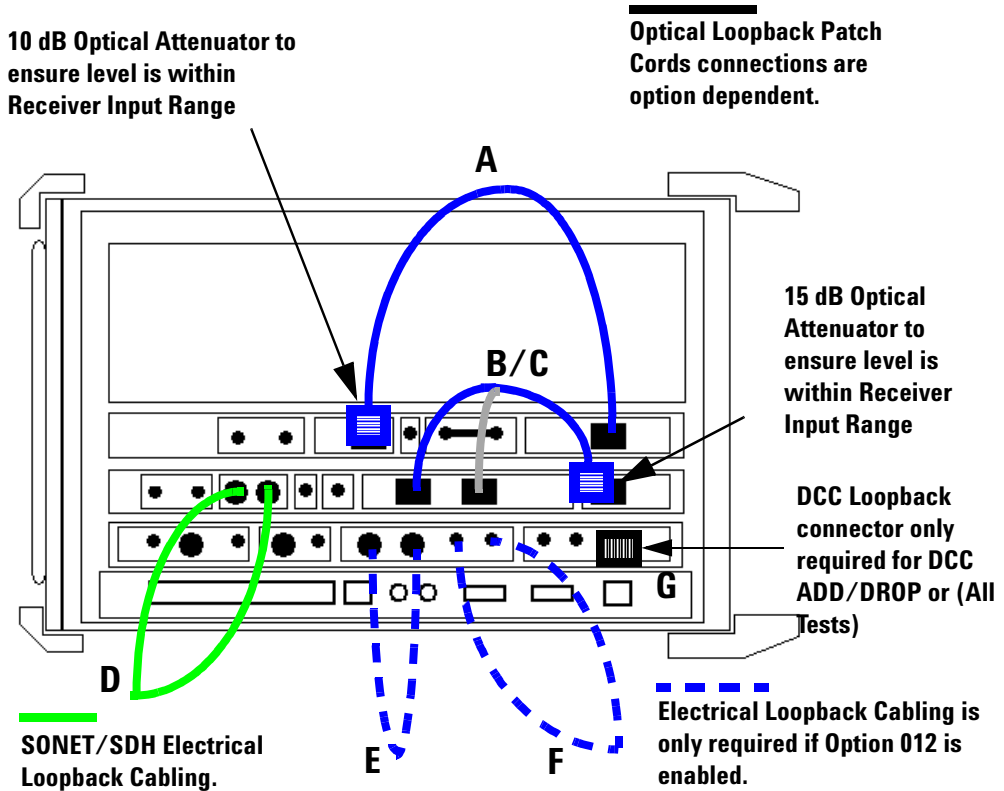 10 dB Optical Attenuator to
ensure level is within
Receiver Input Range
Optical Loopback Patch
Cords connections are
option dependent.
A
B/C
15 dB Optical
Attenuator to
ensure level is
within Receiver
Input Range
DCC Loopback
connector only
required for DCC
ADD/DROP or (All
Tests)
G
D
E
F
SONET/SDH Electrical
Loopback Cabling.
Electrical Loopback Cabling is
only required if Option 012 is
enabled.